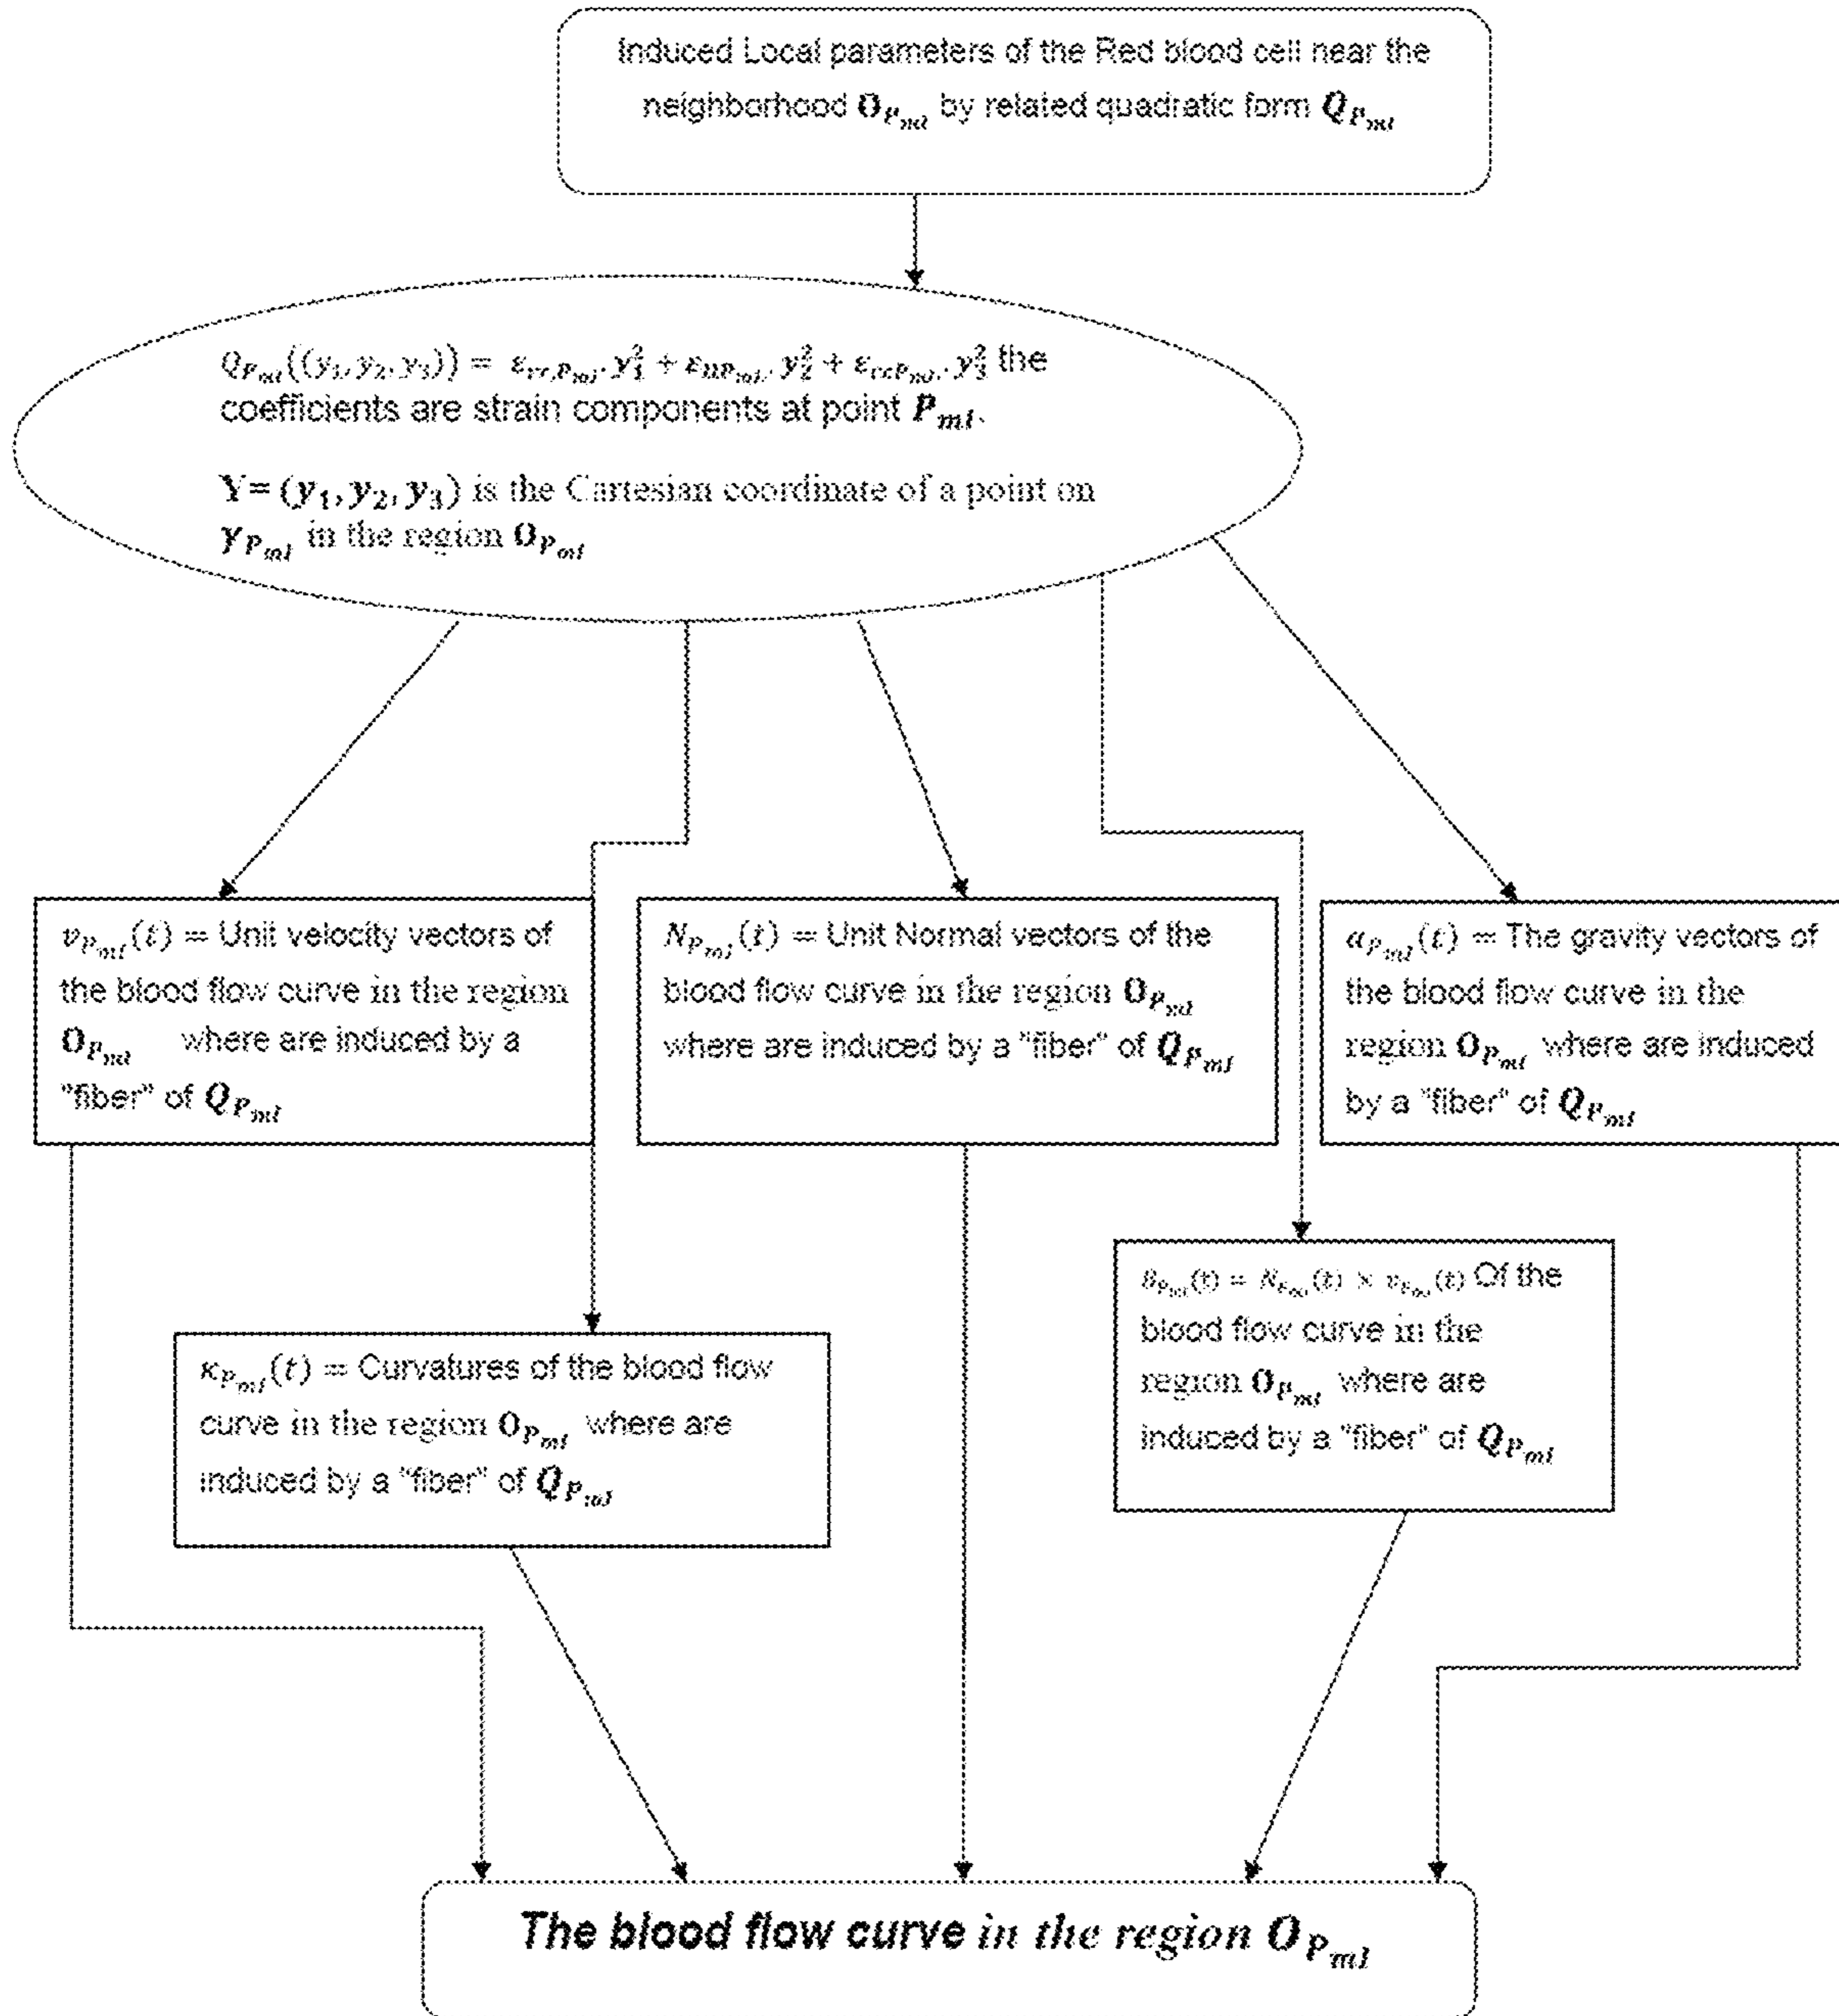 Induced Local parameters of the Red blood cell near the
neighborhood O_{P_{ml}} by related quadratic form Q_{P_{ml}}
Q_{P_{ml}}((y_1, y_2, y_3)) = ε_{rr,P_{ml}}. y_1^2 + ε_{llP_{ml}}. y_2^2 + ε_{ccP_{ml}}. y_3^2 the
coefficients are strain components at point P_{ml}.
Y= (y_1, y_2, y_3) is the Cartesian coordinate of a point on
γ_{P_{ml}} in the region O_{P_{ml}}
v_{P_{ml}}(t) = Unit velocity vectors of
the blood flow curve in the region
O_{P_{ml}} where are induced by a
"fiber" of Q_{P_{ml}}
N_{P_{ml}}(t) = Unit Normal vectors of the
blood flow curve in the region O_{P_{ml}}
where are induced by a "fiber" of Q_{P_{ml}}
α_{P_{ml}}(t) = The gravity vectors of
the blood flow curve in the
region O_{P_{ml}} where are induced
by a "fiber" of Q_{P_{ml}}
κ_{P_{ml}}(t) = Curvatures of the blood flow
curve in the region O_{P_{ml}} where are
induced by a "fiber" of Q_{P_{ml}}
B_{P_{ml}}(t) = N_{P_{ml}}(t) × v_{P_{ml}}(t) Of the
blood flow curve in the
region O_{P_{ml}} where are
induced by a "fiber" of Q_{P_{ml}}
The blood flow curve in the region O_{P_{ml}}